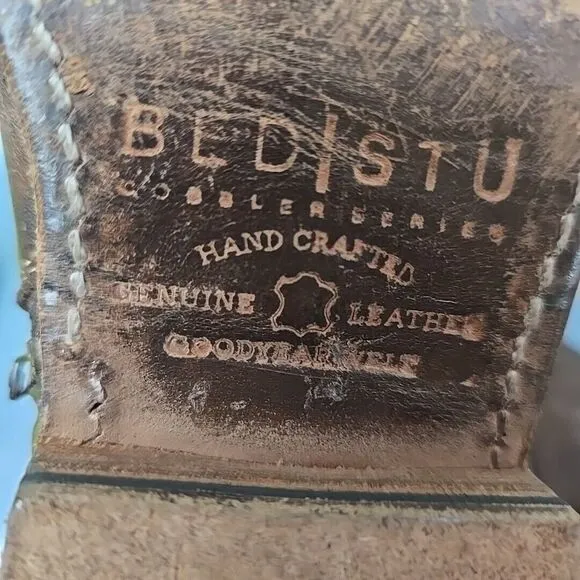 BED|STU
COBBLER SERIES
HAND CRAFTED
GENUINE LEATHER
GOODYEAR WELT